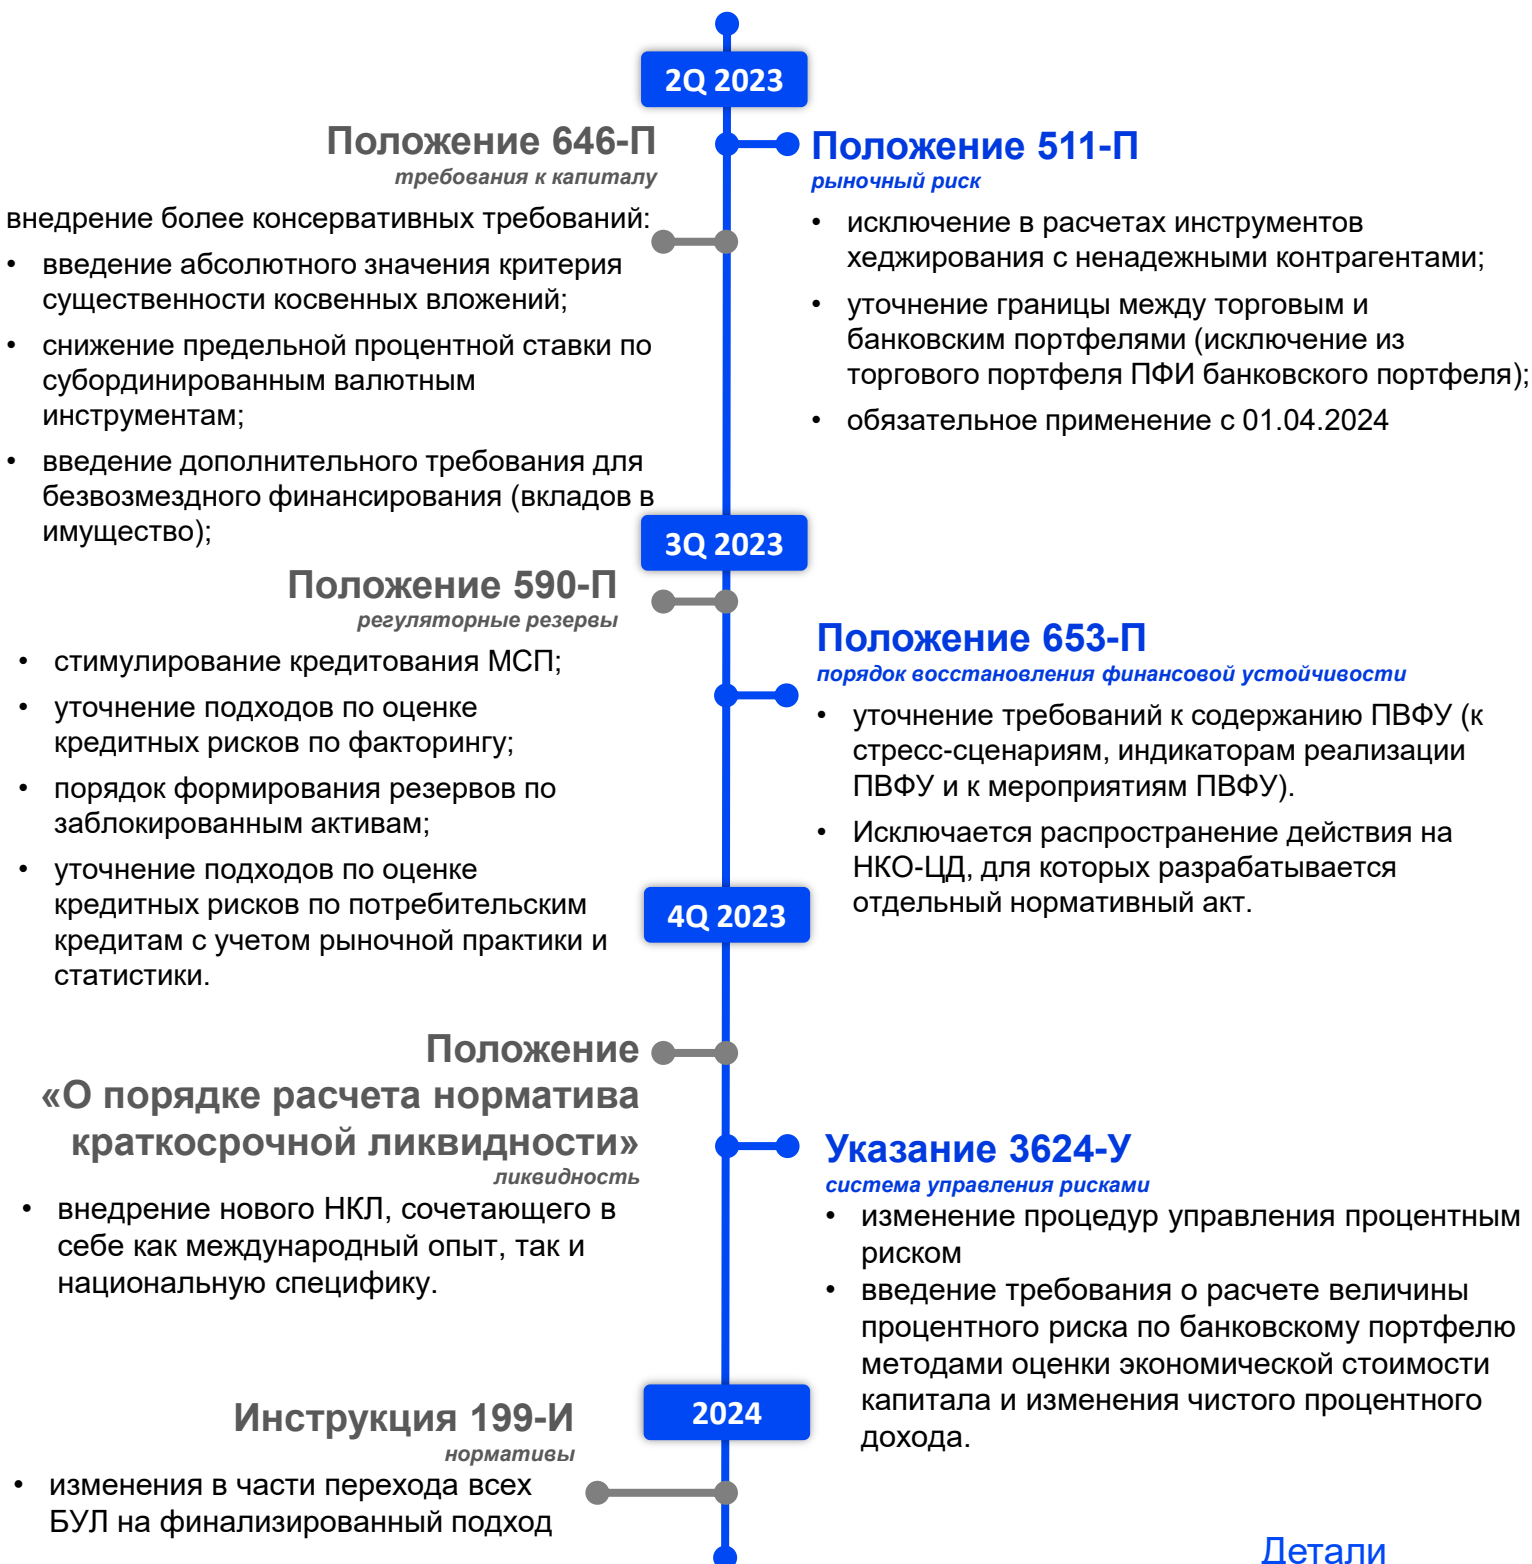 2Q 2023
Положение 646-П
требования к капиталу
внедрение более консервативных требований:
• введение абсолютного значения критерия
существенности косвенных вложений;
• снижение предельной процентной ставки по
субординированным валютным
инструментам;
• введение дополнительного требования для
безвозмездного финансирования (вкладов в
имущество);
Положение 511-П
рыночный риск
• исключение в расчетах инструментов
хеджирования с ненадежными контрагентами;
• уточнение границы между торговым и
банковским портфелями (исключение из
торгового портфеля ПФИ банковского портфеля);
• обязательное применение с 01.04.2024
3Q 2023
Положение 590-П
регуляторные резервы
• стимулирование кредитования МСП;
• уточнение подходов по оценке
кредитных рисков по факторингу;
• порядок формирования резервов по
заблокированным активам;
• уточнение подходов по оценке
кредитных рисков по потребительским
кредитам с учетом рыночной практики и
статистики.
Положение 653-П
порядок восстановления финансовой устойчивости
• уточнение требований к содержанию ПВФУ (к
стресс-сценариям, индикаторам реализации
ПВФУ и к мероприятиям ПВФУ).
• Исключается распространение действия на
НКО-ЦД, для которых разрабатывается
отдельный нормативный акт.
4Q 2023
Положение
«О порядке расчета норматива
краткосрочной ликвидности»
ликвидность
• внедрение нового НКЛ, сочетающего в
себе как международный опыт, так и
национальную специфику.
Указание 3624-У
система управления рисками
• изменение процедур управления процентным
риском
• введение требования о расчете величины
процентного риска по банковскому портфелю
методами оценки экономической стоимости
капитала и изменения чистого процентного
дохода.
2024
Инструкция 199-И
нормативы
• изменения в части перехода всех
БУЛ на финализированный подход
Детали